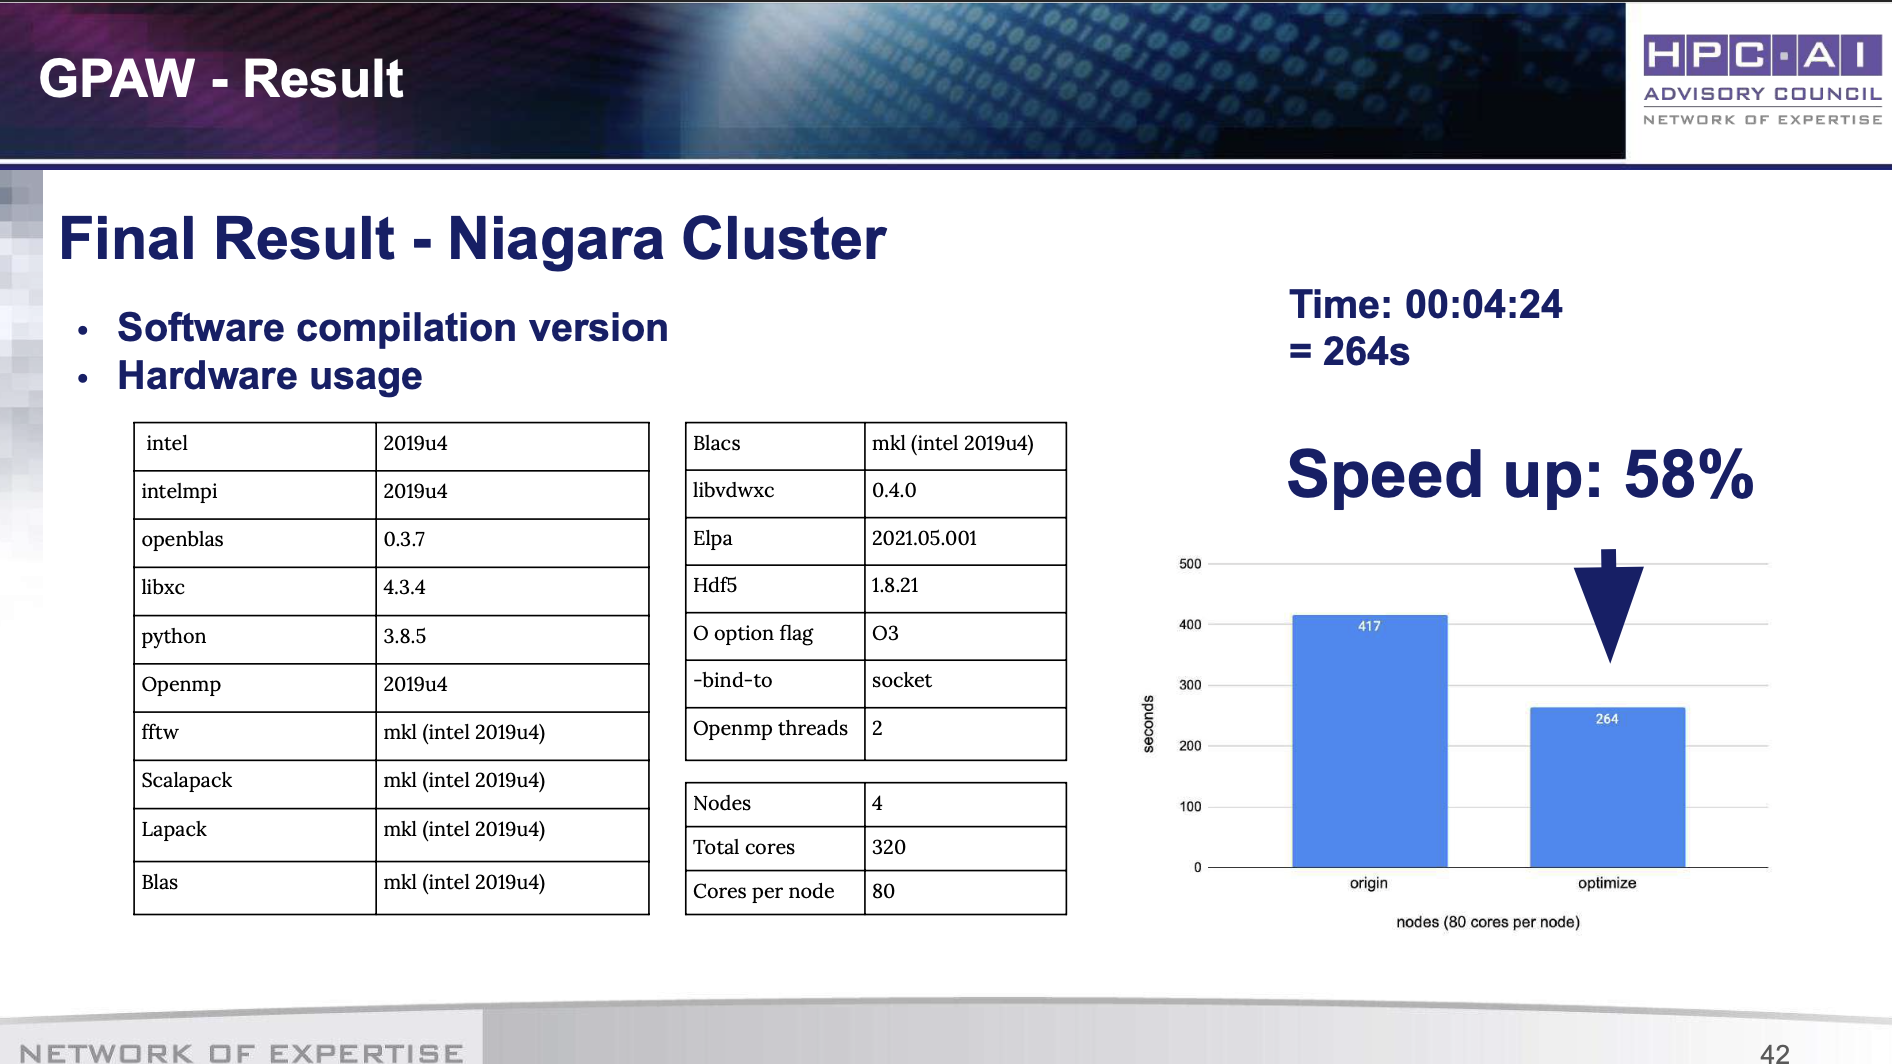 GPAW - Result
HPC·AI
ADVISORY COUNCIL
NETWORK OF EXPERTISE
Final Result - Niagara Cluster
• Software compilation version
• Hardware usage
intel 2019u4
intelmpi 2019u4
openblas 0.3.7
libxc 4.3.4
python 3.8.5
Openmp 2019u4
fftw mkl (intel 2019u4)
Scalapack mkl (intel 2019u4)
Lapack mkl (intel 2019u4)
Blas mkl (intel 2019u4)
Blacs mkl (intel 2019u4)
libvdwxc 0.4.0
Elpa 2021.05.001
Hdf5 1.8.21
O option flag O3
-bind-to socket
Openmp threads 2
Nodes 4
Total cores 320
Cores per node 80
Time: 00:04:24
= 264s
Speed up: 58%
500
400
300
200
100
0
seconds
417
264
origin
optimize
nodes (80 cores per node)
NETWORK OF EXPERTISE
42